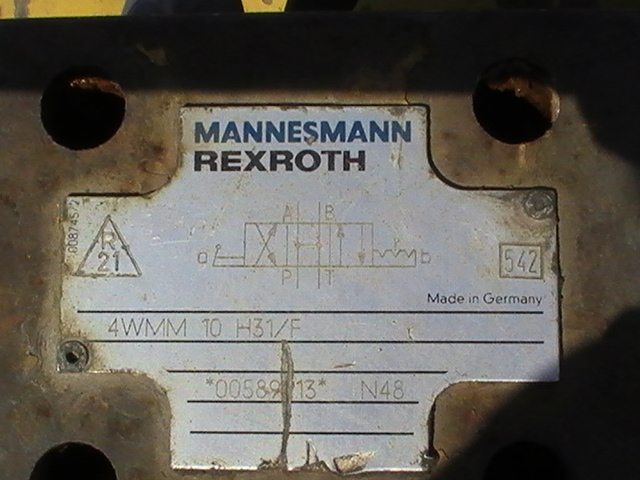 MANNESMANN
REXROTH
A B
R
21
a
b
542
P T
Made in Germany
4WMM 10 H31/F
N48